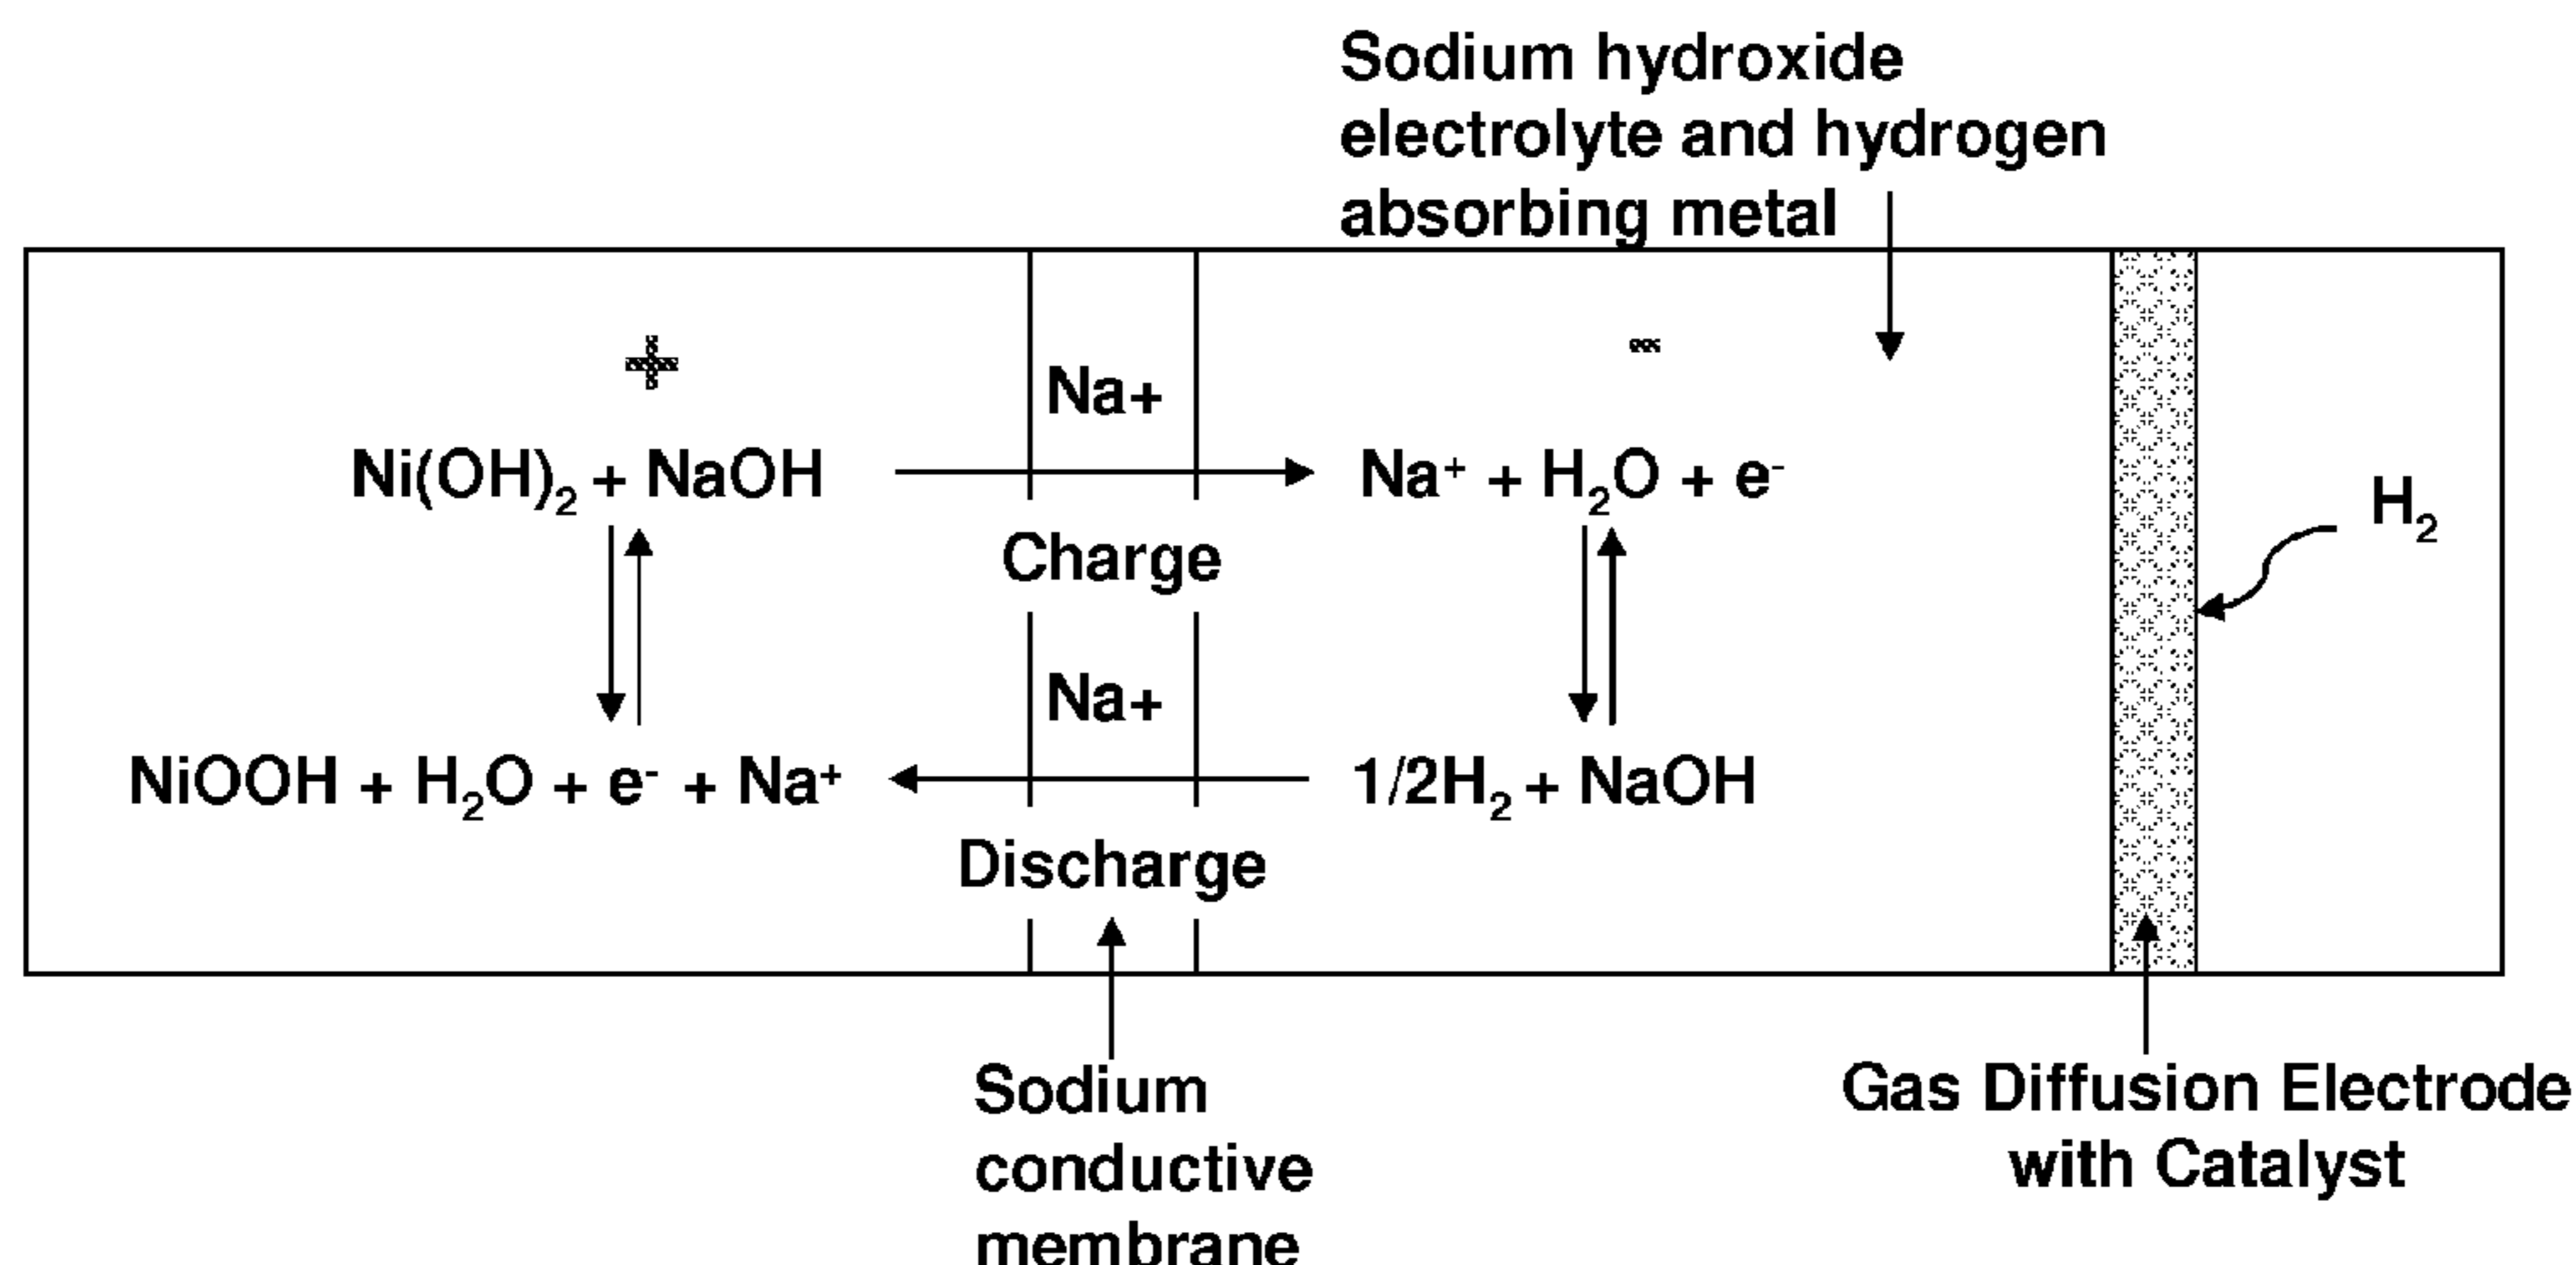 Sodium hydroxide
electrolyte and hydrogen
absorbing metal
+
-
Na+
Ni(OH)₂ + NaOH
Na⁺ + H₂O + e⁻
H₂
Charge
Na+
NiOOH + H₂O + e⁻ + Na⁺
1/2H₂ + NaOH
Discharge
Sodium
conductive
membrane
Gas Diffusion Electrode
with Catalyst